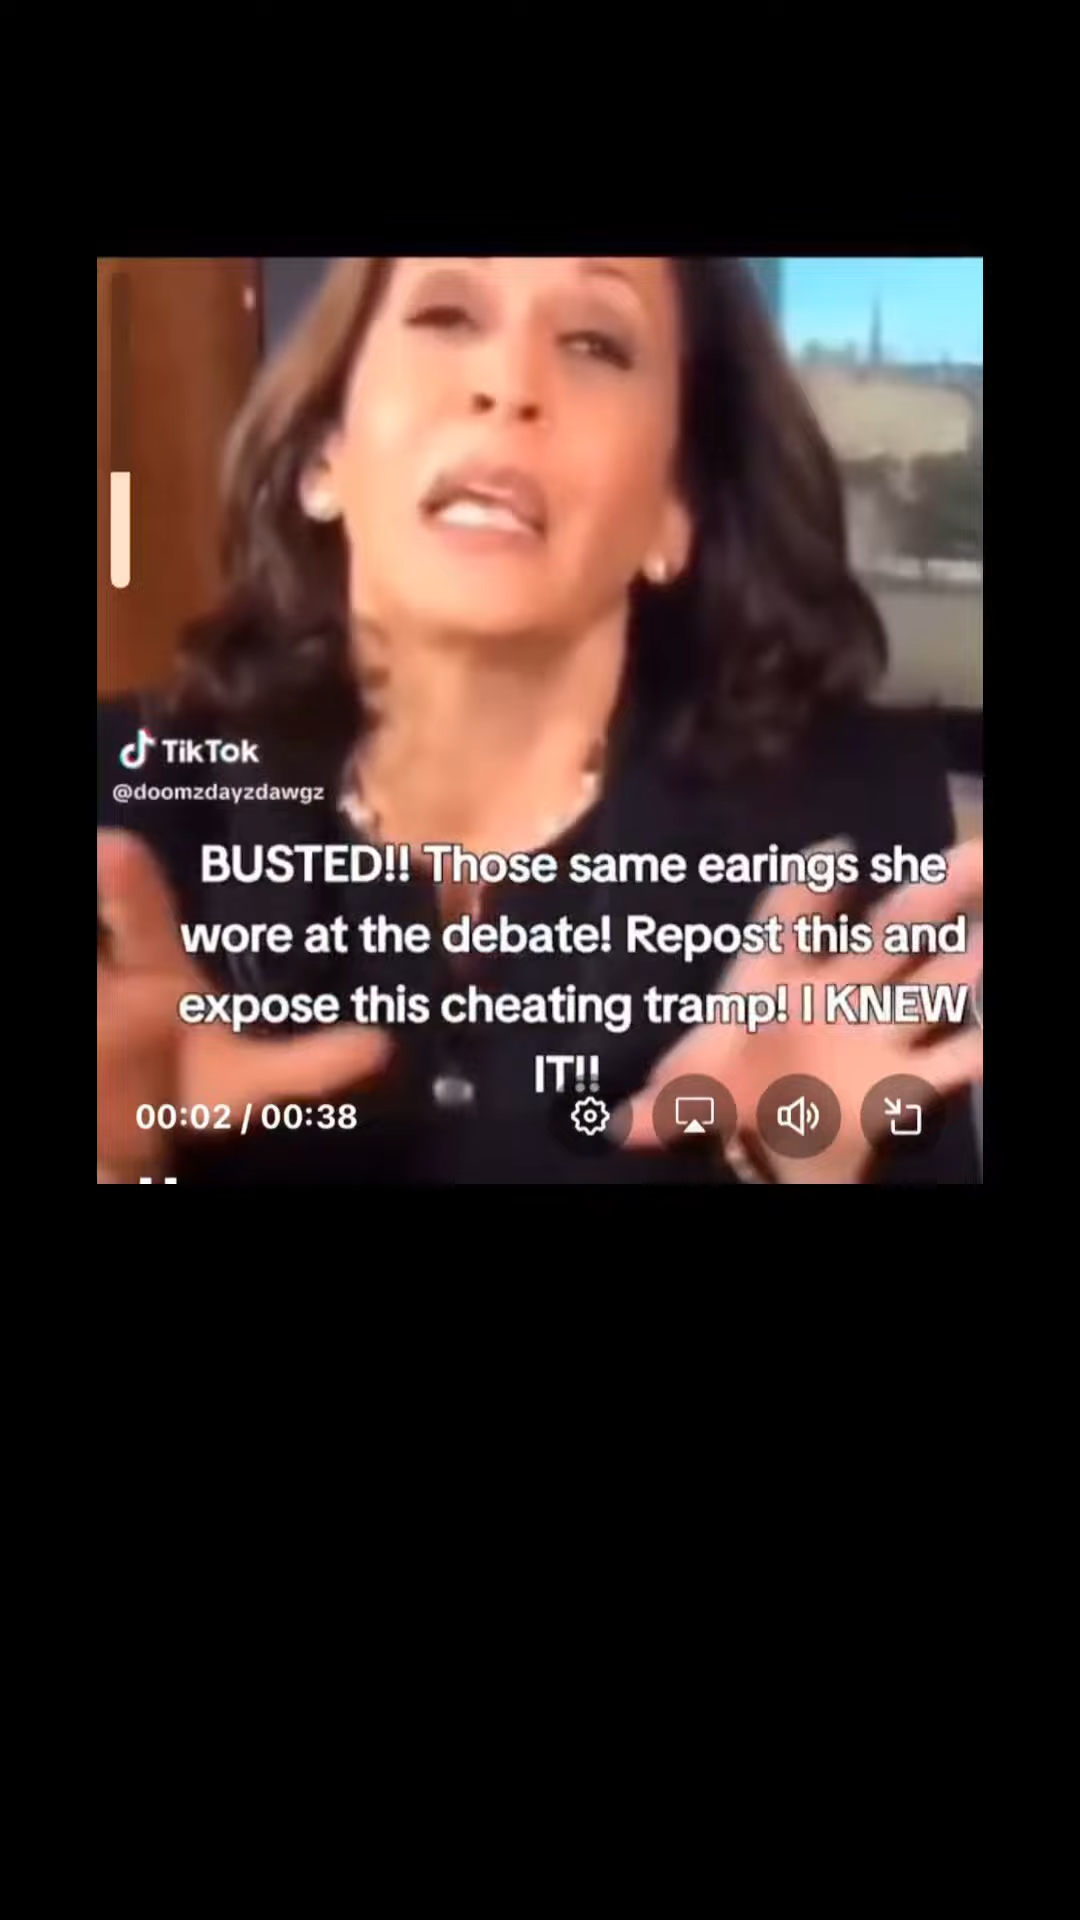 TikTok
@doomzdayzdawgz
BUSTED!! Those same earings she
wore at the debate! Repost this and
expose this cheating tramp! I KNEW
IT!!
00:02 / 00:38